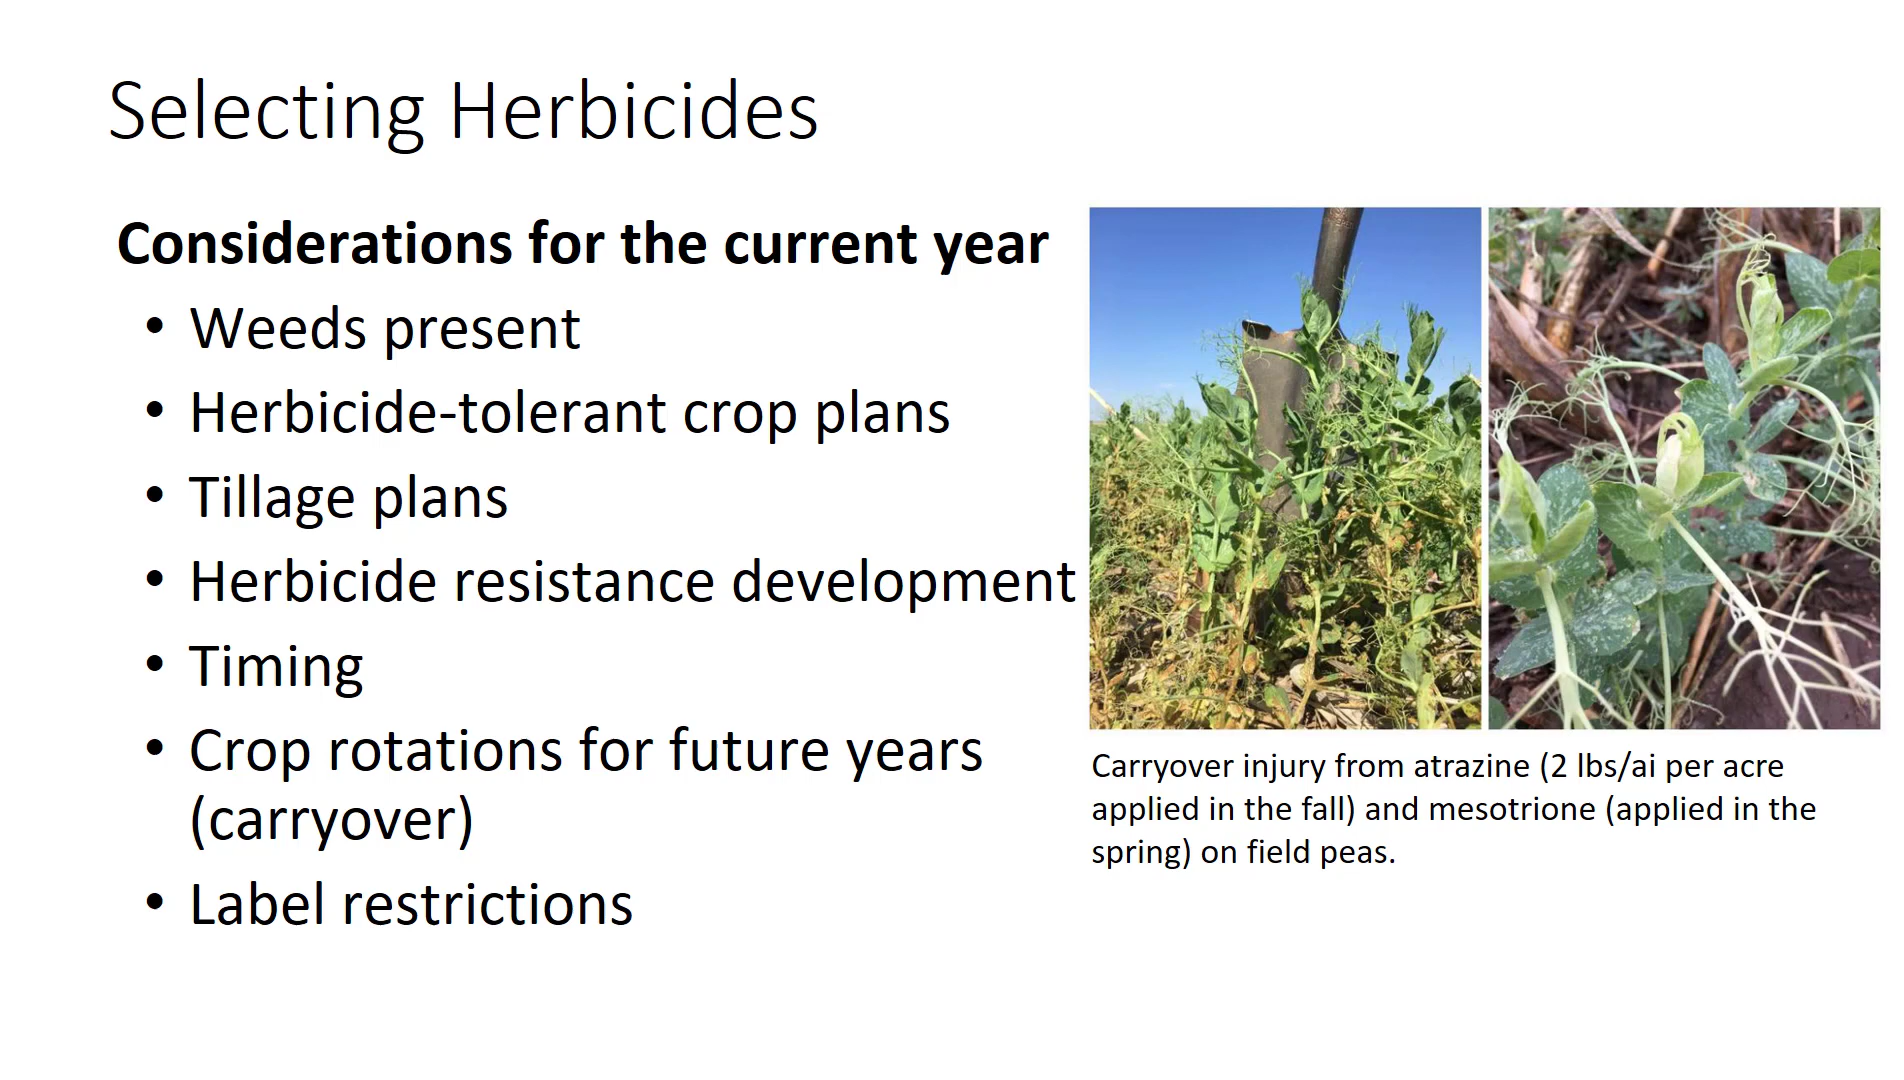 Selecting Herbicides
Considerations for the current year
• Weeds present
• Herbicide-tolerant crop plans
• Tillage plans
• Herbicide resistance development
• Timing
• Crop rotations for future years
(carryover)
• Label restrictions
Carryover injury from atrazine (2 lbs/ai per acre
applied in the fall) and mesotrione (applied in the
spring) on field peas.